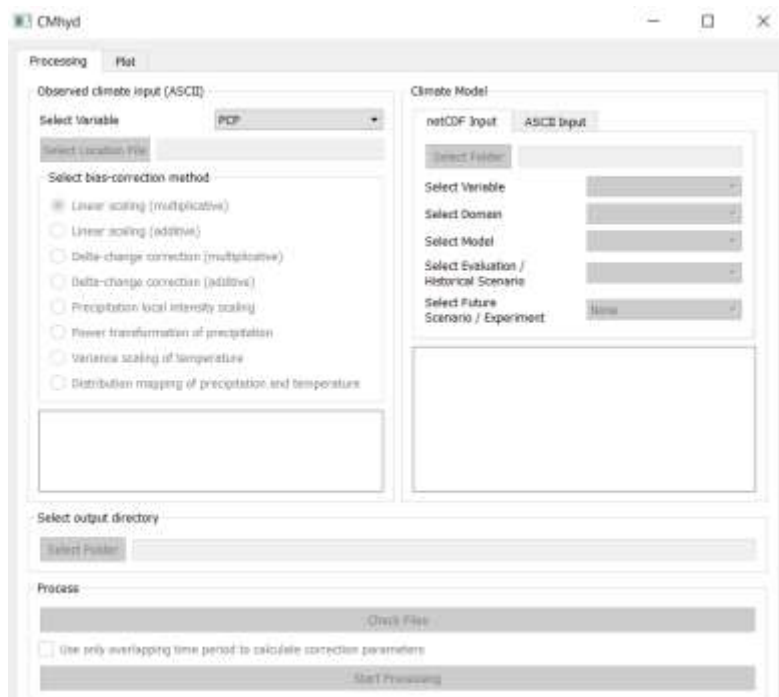 CMhyd
Processing Plot
Observed climate input (ASCII)
Select Variable PCP
Select Location File
Select bias-correction method
Linear scaling (multiplicative)
Linear scaling (additive)
Delta-change correction (multiplicative)
Delta-change correction (additive)
Precipitation local intensity scaling
Power transformation of precipitation
Variance scaling of temperature
Distribution mapping of precipitation and temperature
Climate Model
netCDF Input ASCII Input
Select Folder
Select Variable
Select Domain
Select Model
Select Evaluation /
Historical Scenario
Select Future
Scenario / Experiment None
Select output directory
Select Folder
Process
Check Files
Use only overlapping time period to calculate correction parameters
Start Processing